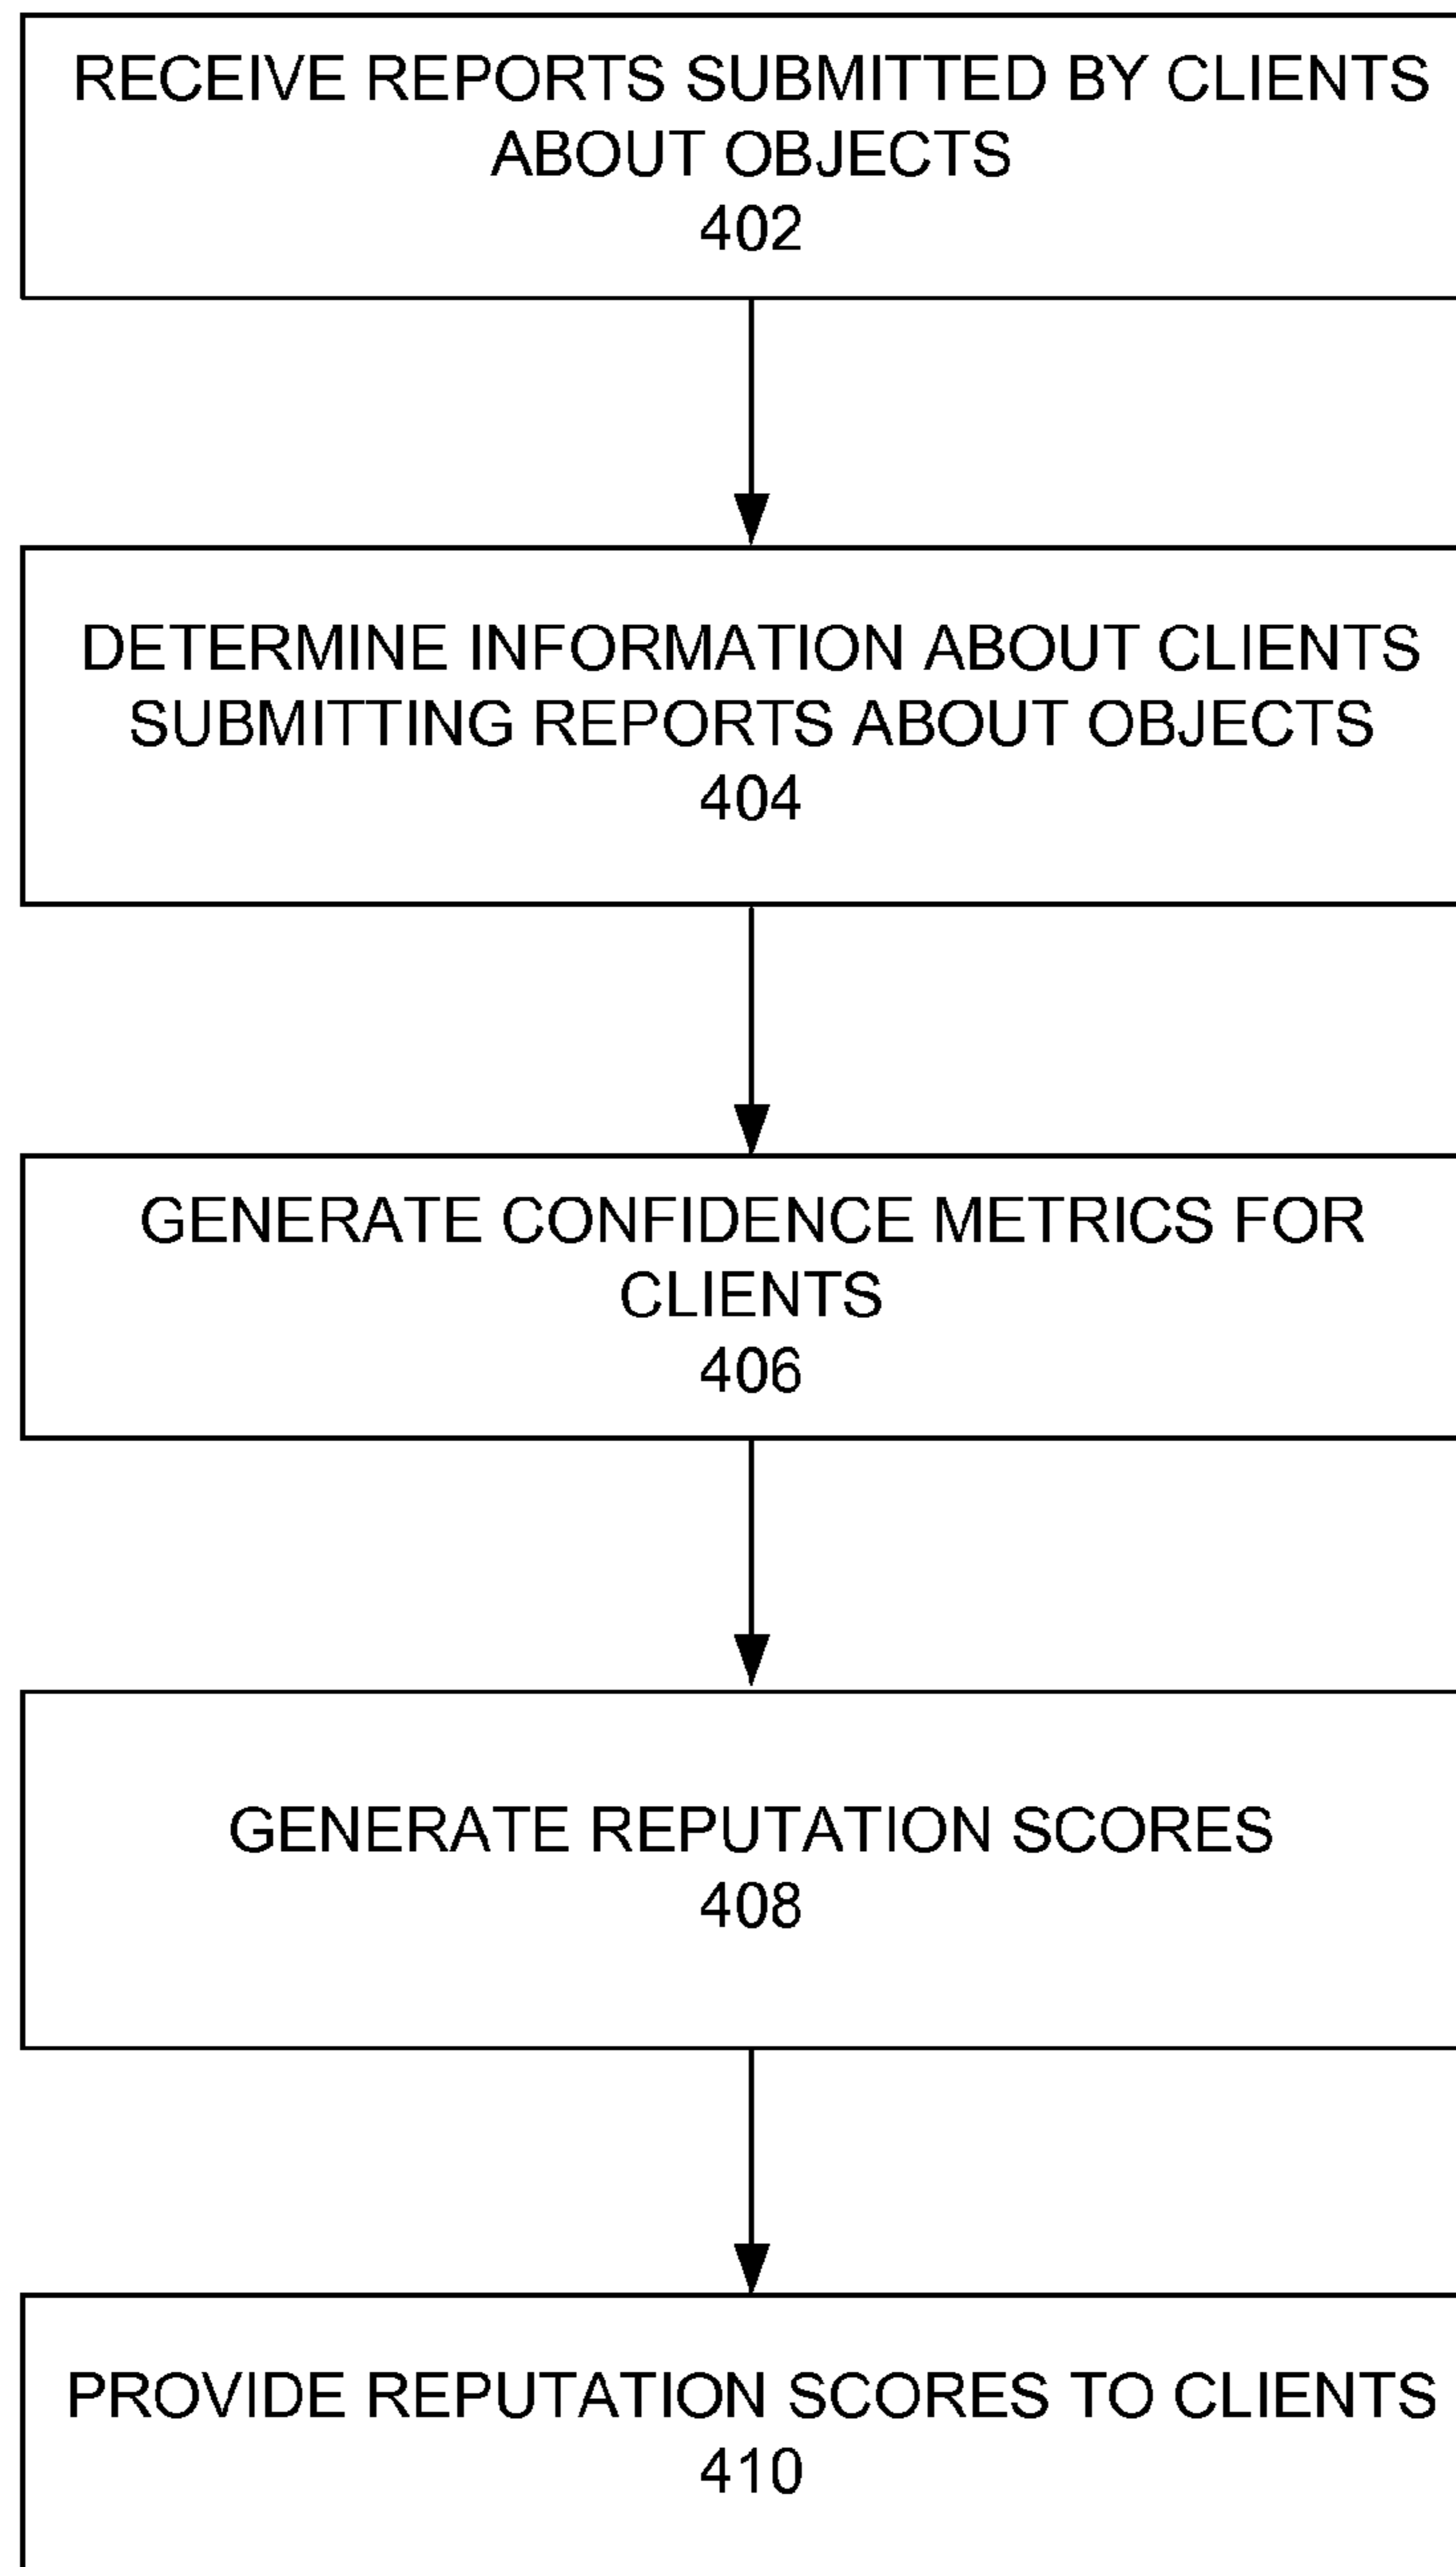 RECEIVE REPORTS SUBMITTED BY CLIENTS
ABOUT OBJECTS
402
DETERMINE INFORMATION ABOUT CLIENTS
SUBMITTING REPORTS ABOUT OBJECTS
404
GENERATE CONFIDENCE METRICS FOR
CLIENTS
406
GENERATE REPUTATION SCORES
408
PROVIDE REPUTATION SCORES TO CLIENTS
410